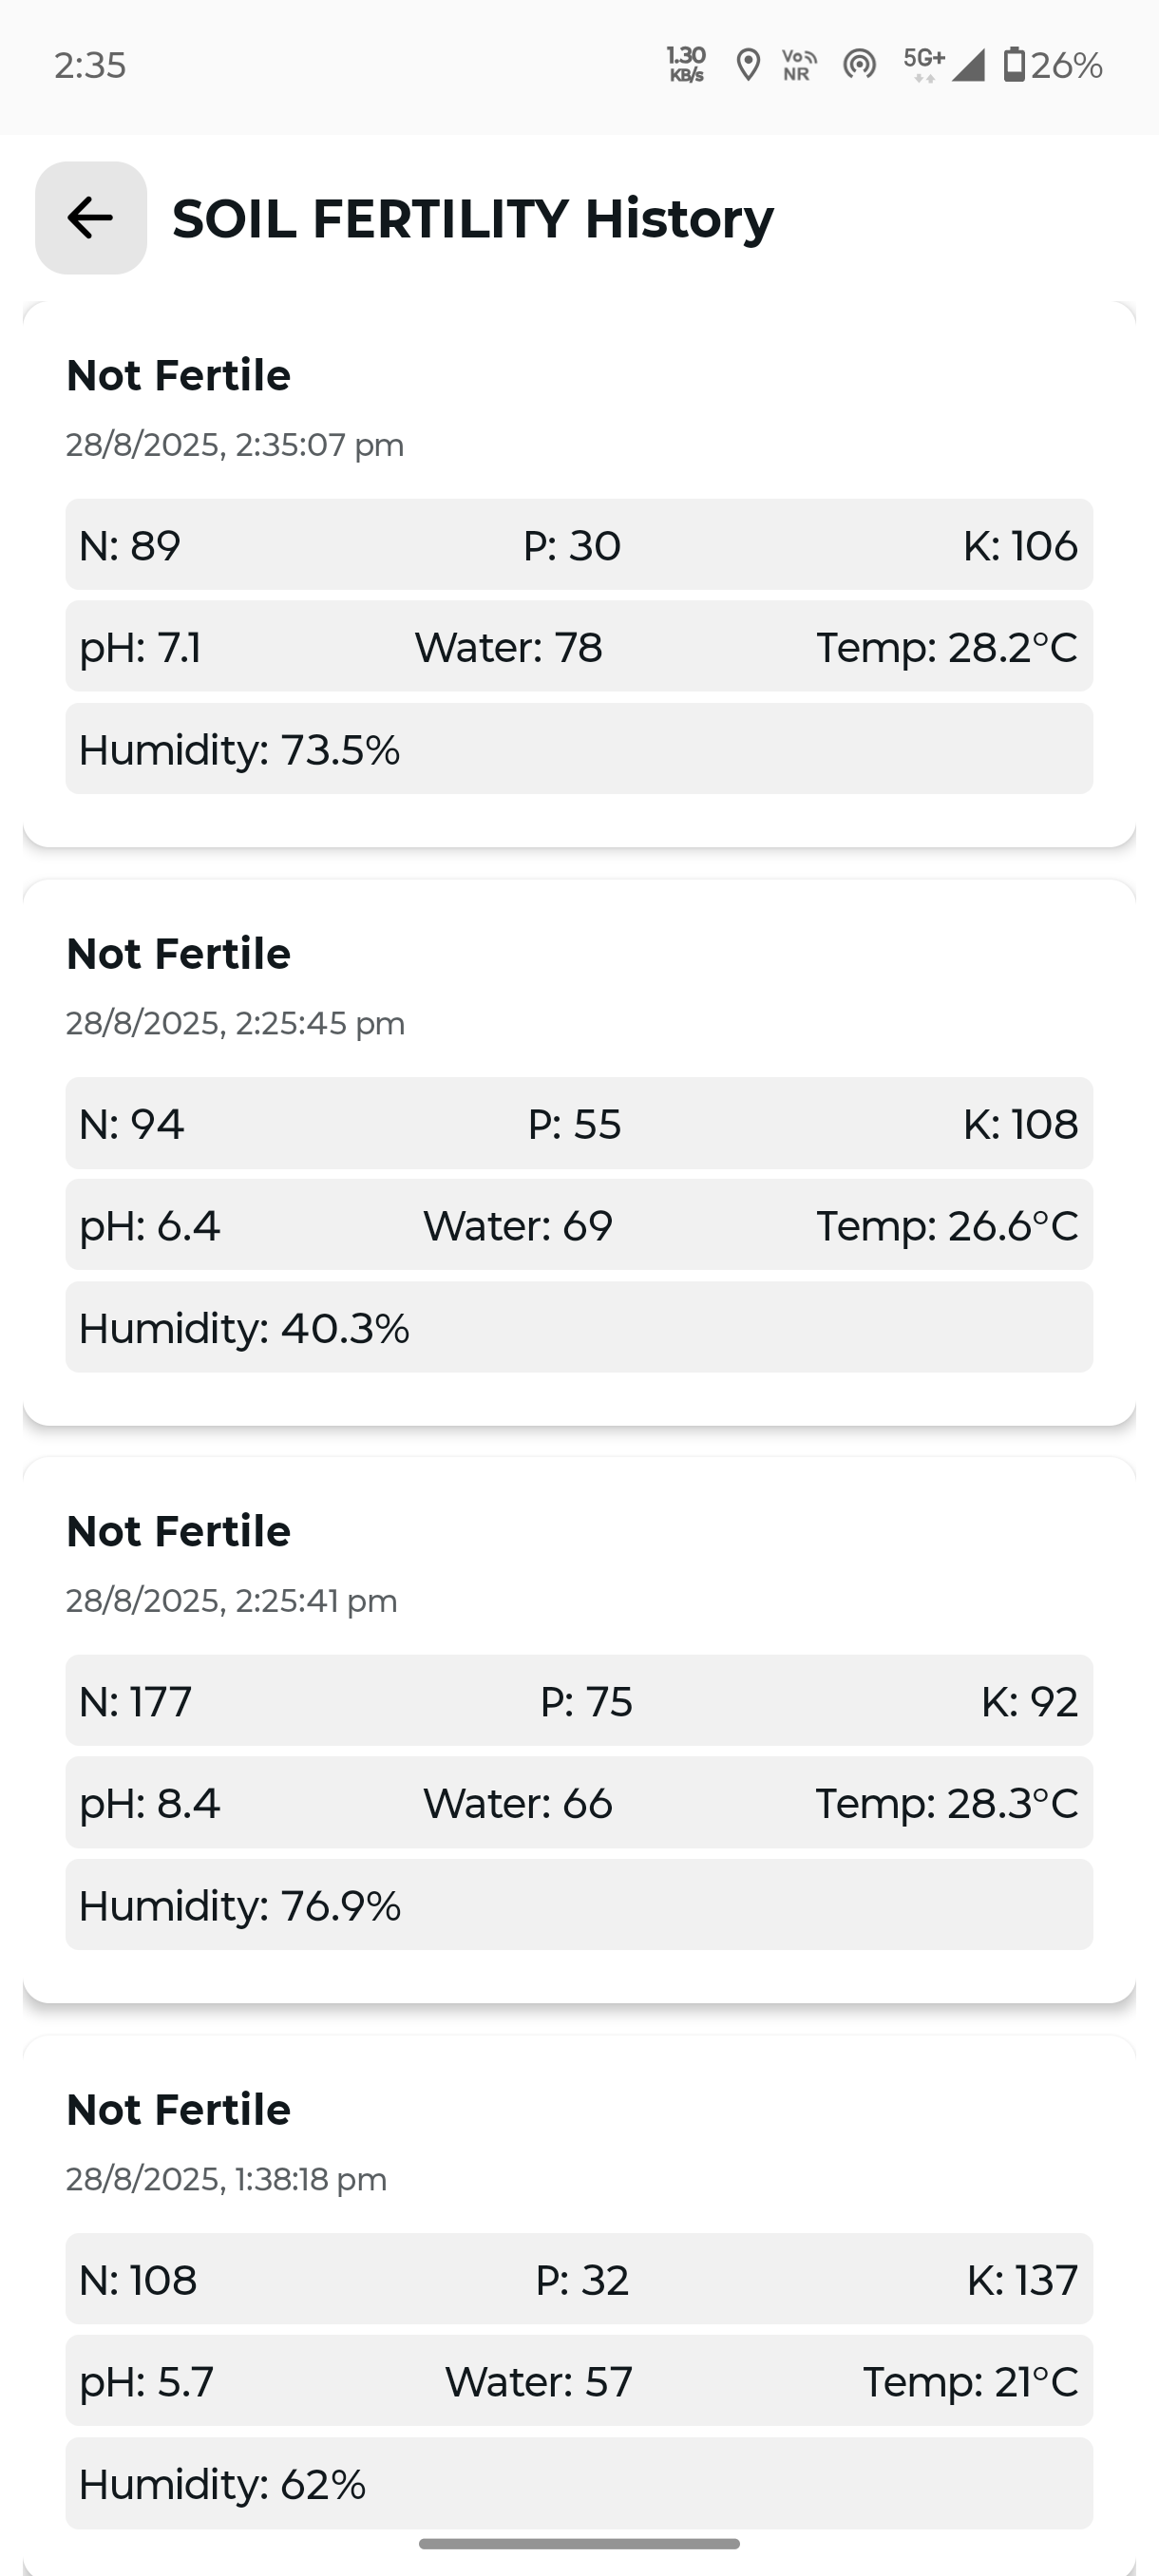 2:35 1.30 KB/s Vo NR 5G+ 26%
SOIL FERTILITY History
Not Fertile
28/8/2025, 2:35:07 pm
N: 89 P: 30 K: 106
pH: 7.1 Water: 78 Temp: 28.2°C
Humidity: 73.5%
Not Fertile
28/8/2025, 2:25:45 pm
N: 94 P: 55 K: 108
pH: 6.4 Water: 69 Temp: 26.6°C
Humidity: 40.3%
Not Fertile
28/8/2025, 2:25:41 pm
N: 177 P: 75 K: 92
pH: 8.4 Water: 66 Temp: 28.3°C
Humidity: 76.9%
Not Fertile
28/8/2025, 1:38:18 pm
N: 108 P: 32 K: 137
pH: 5.7 Water: 57 Temp: 21°C
Humidity: 62%